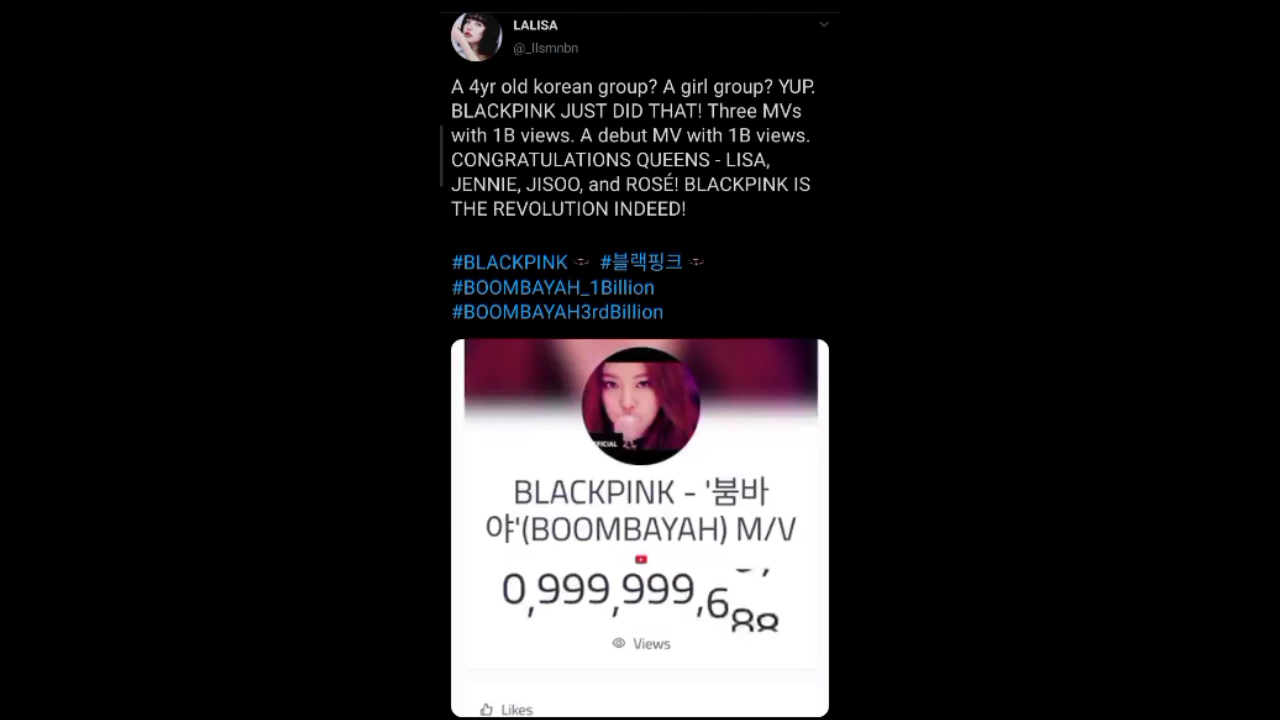 LALISA
@_llsmnbn
A 4yr old korean group? A girl group? YUP.
BLACKPINK JUST DID THAT! Three MVs
with 1B views. A debut MV with 1B views.
CONGRATULATIONS QUEENS - LISA,
JENNIE, JISOO, and ROSÉ! BLACKPINK IS
THE REVOLUTION INDEED!
#BLACKPINK #블랙핑크
#BOOMBAYAH_1Billion
#BOOMBAYAH3rdBillion
BLACKPINK - '붐바
야'(BOOMBAYAH) M/V
0,999,999,6
Views
Likes